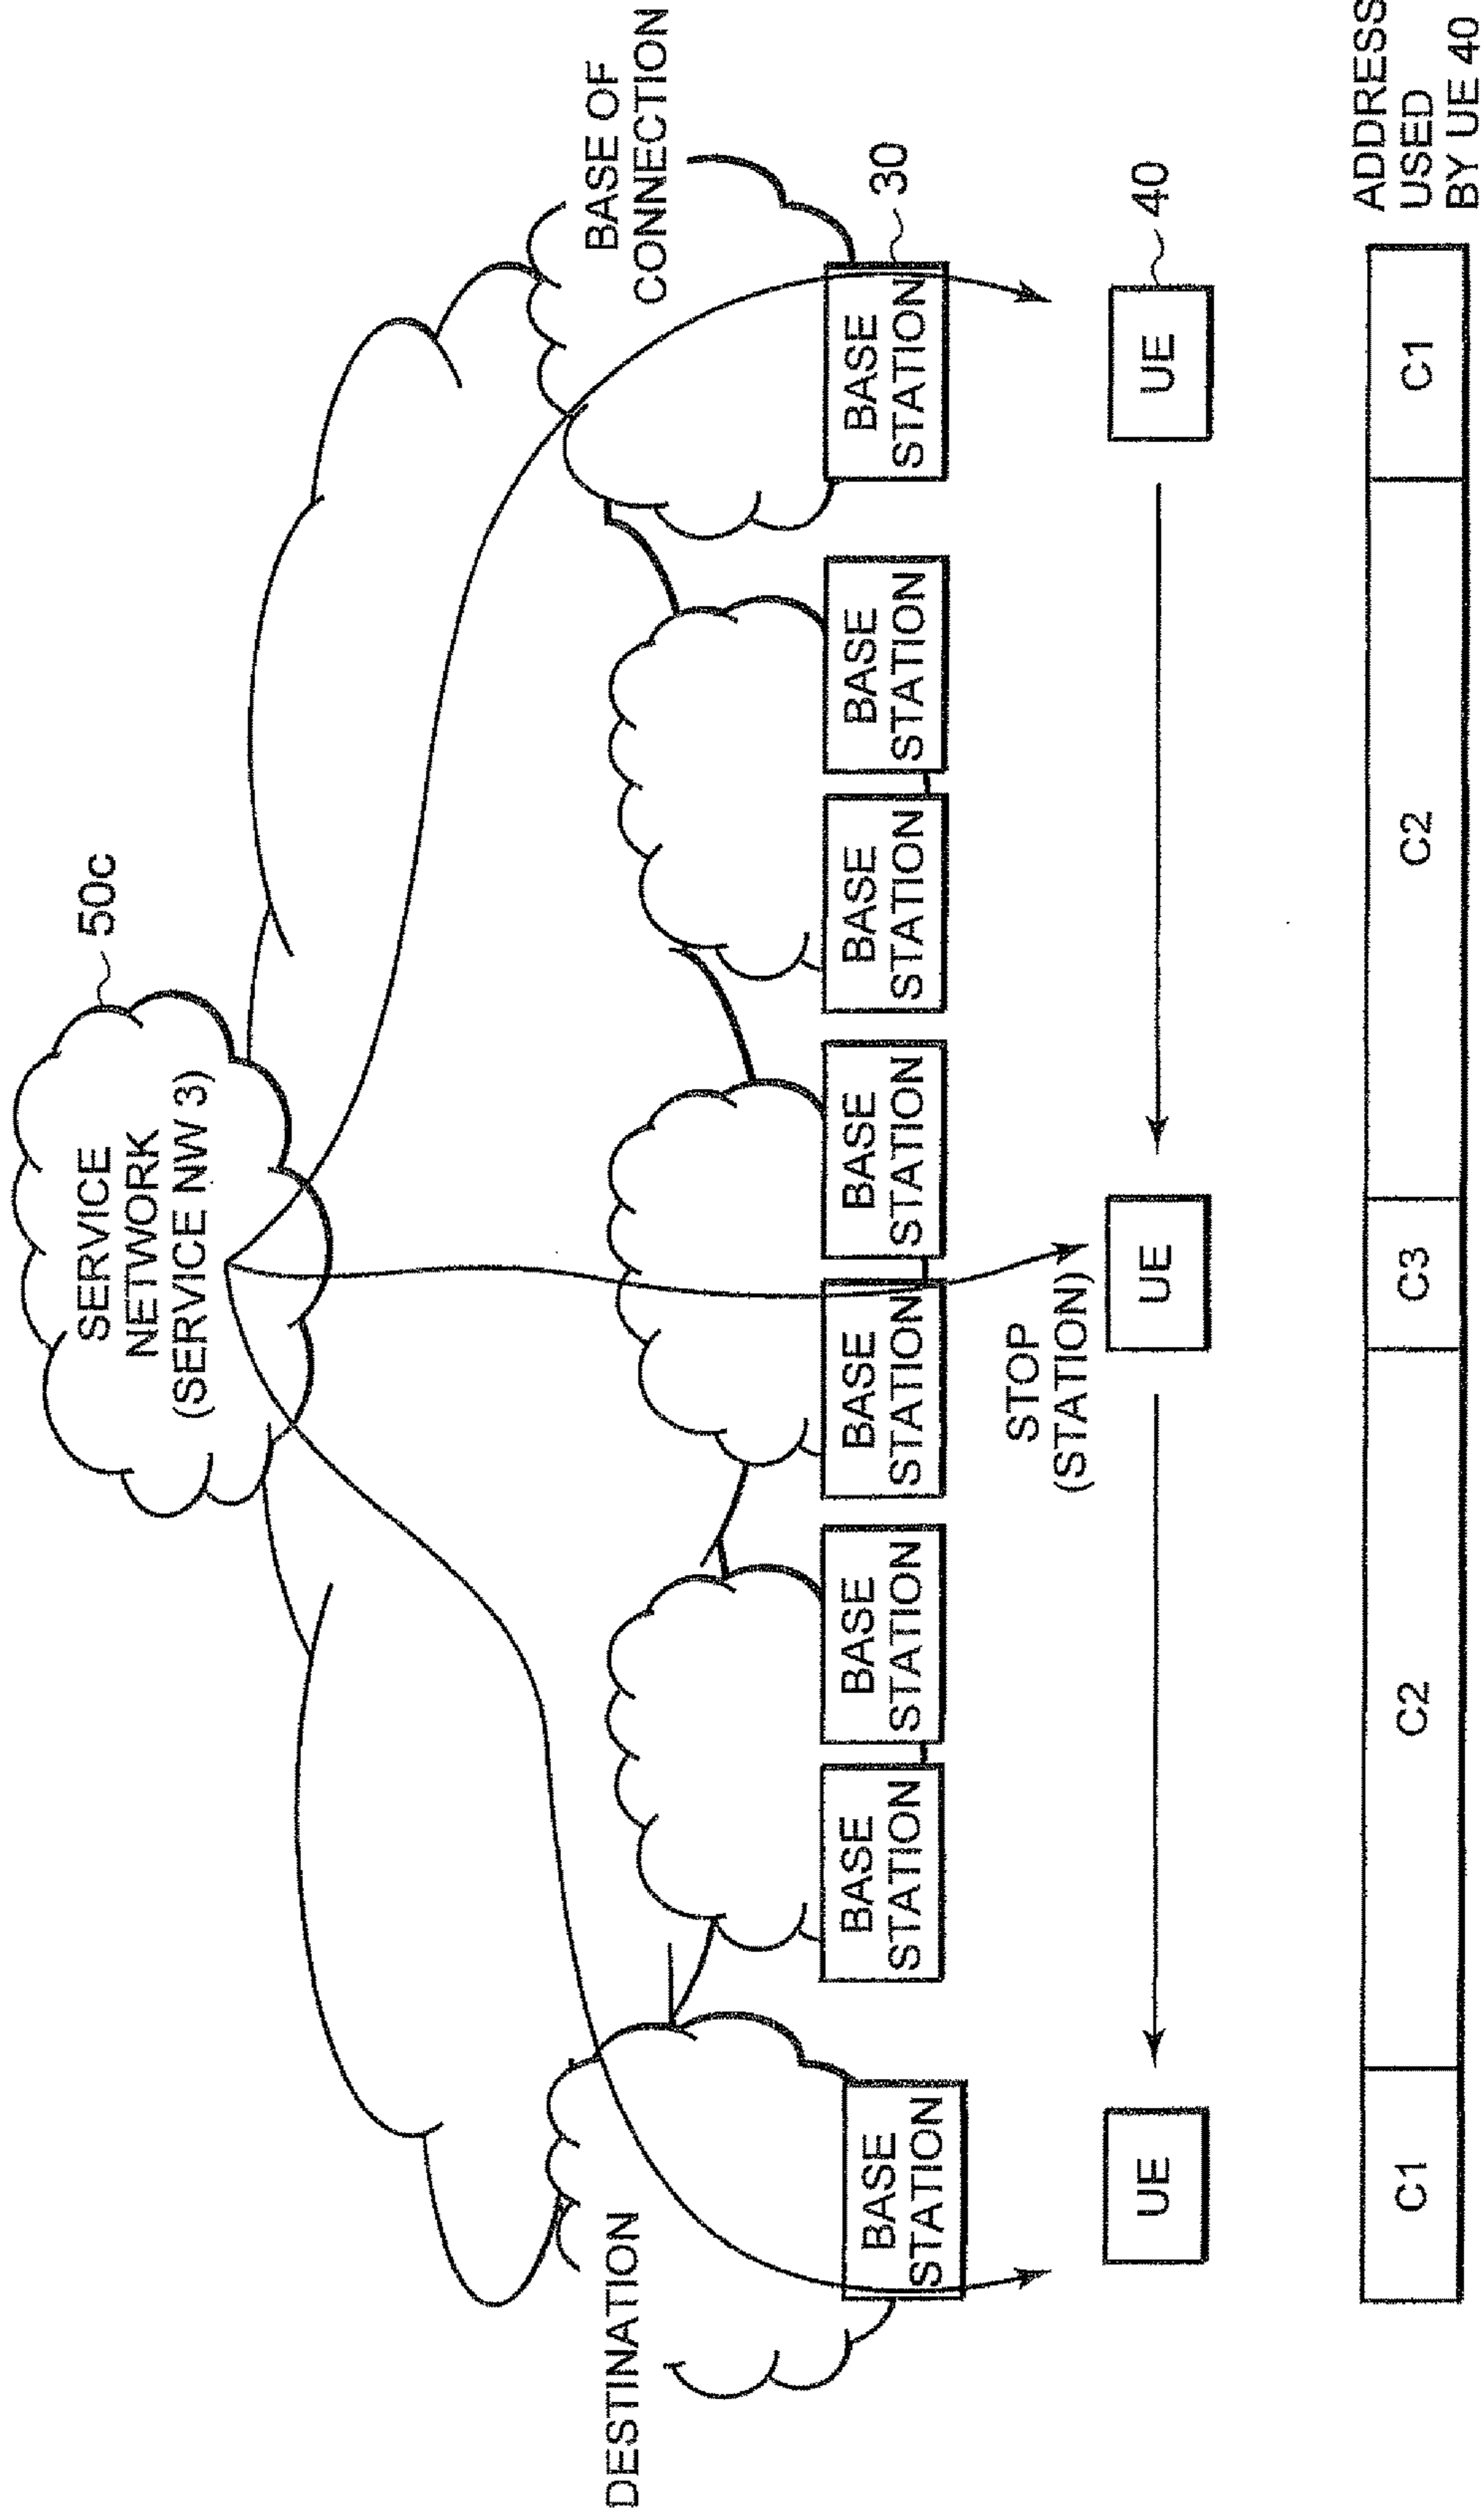 SERVICE
NETWORK
(SERVICE NW 3)
50c
DESTINATION
BASE OF
CONNECTION
BASE
STATION
BASE
STATION
BASE
STATION
BASE
STATION
BASE
STATION
BASE
STATION
BASE
STATION
BASE
STATION
30
STOP
(STATION)
UE
UE
UE
40
C1
C2
C3
C2
C1
ADDRESS
USED
BY UE 40